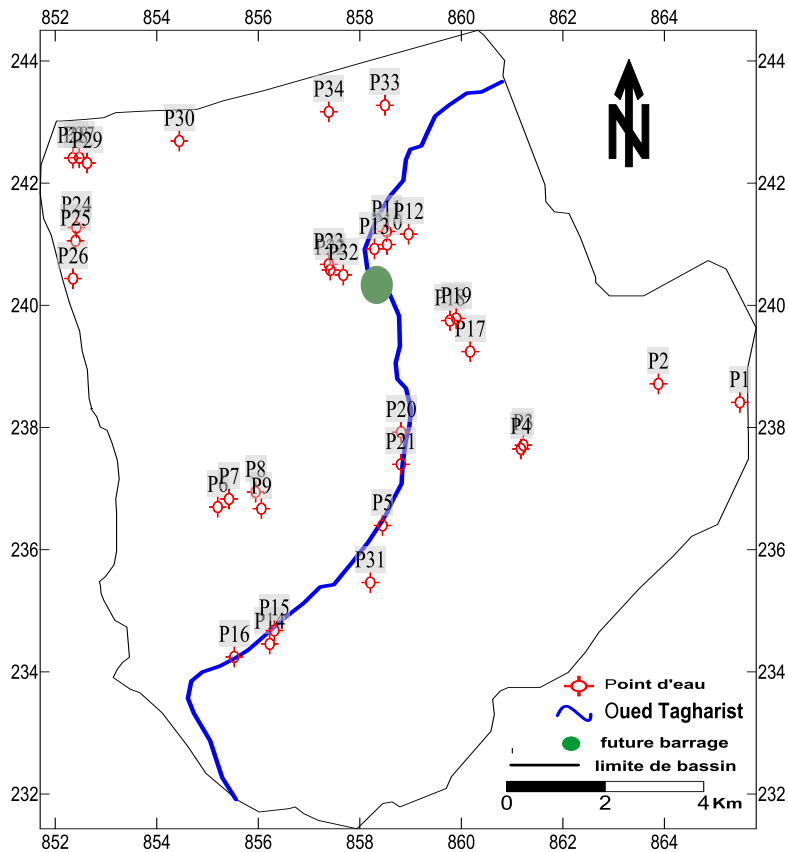 852 854 856 858 860 862 864
244 244
P34 P33
P30
P29
242 242
P24
P25
P12
P13
P32
P26
240 240
P19
P17
P2
P1
P20
P4
238 238
P21
P7 P8
P9
P5
236 236
P31
P15
P14
P16
234 234
Point d'eau
Oued Tagharist
future barrage
limite de bassin
232 232
0 2 4 Km
852 854 856 858 860 862 864
N